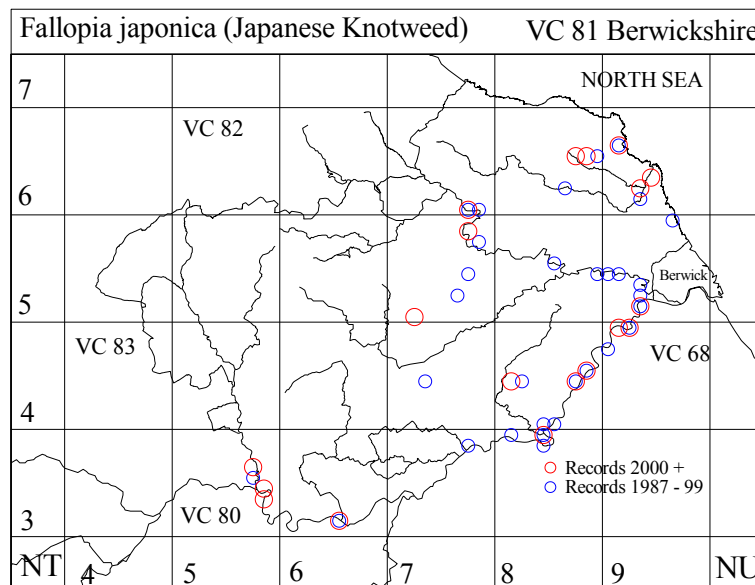 Fallopia japonica (Japanese Knotweed) VC 81 Berwickshire
7 NORTH SEA
VC 82
6
Berwick
5
VC 83 VC 68
4
Records 2000 +
Records 1987 - 99
VC 80
3
NT 4 5 6 7 8 9 NU